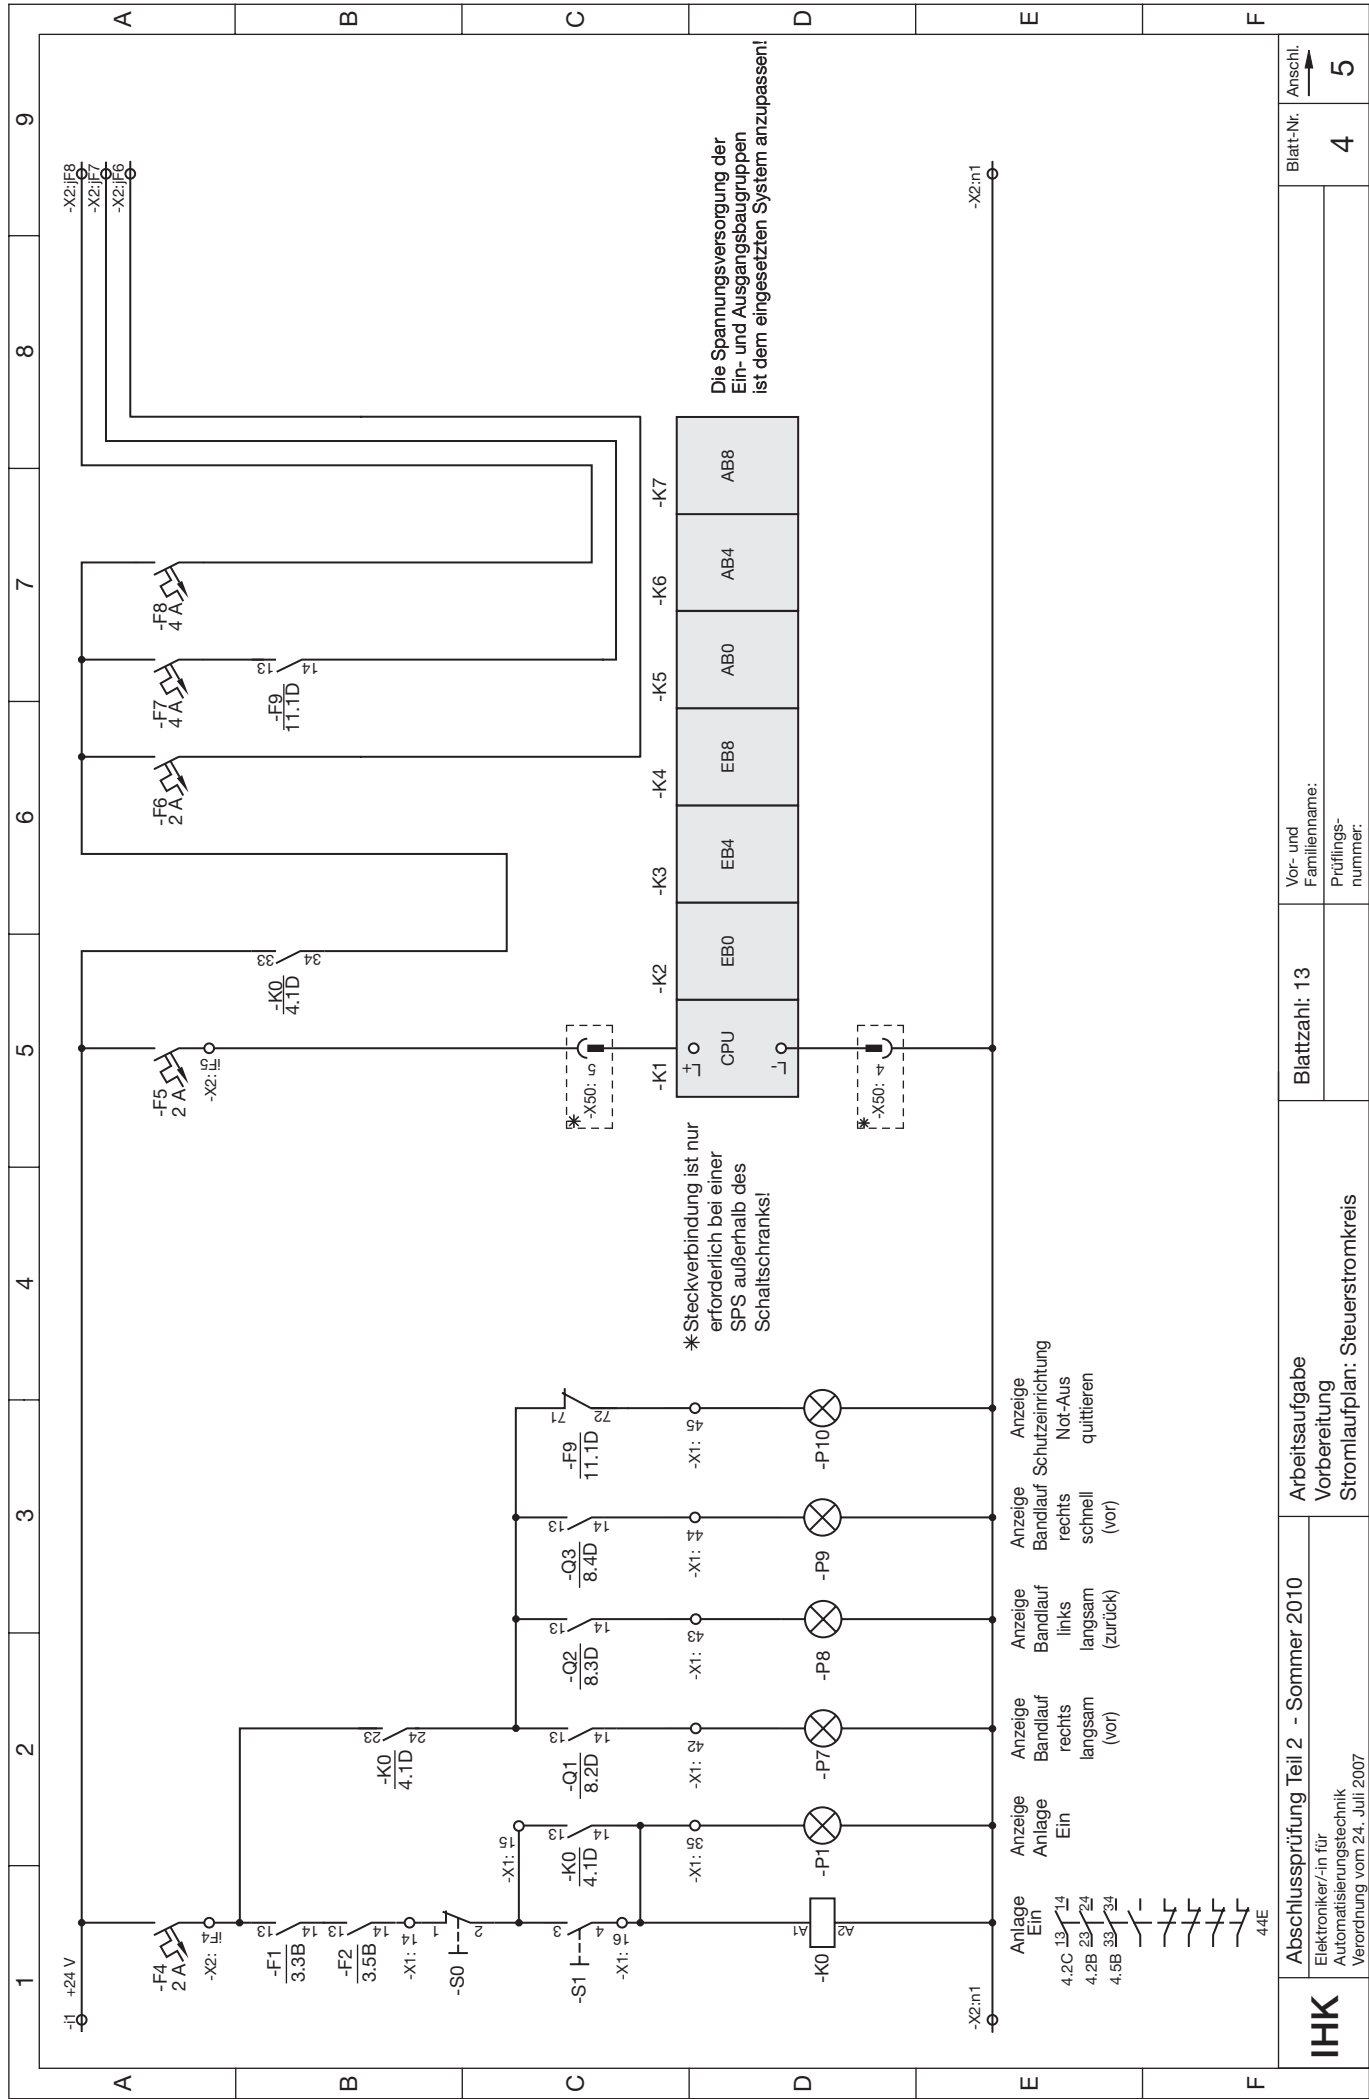 1 2 3 4 5 6 7 8 9
A
B
C
D
E
F
-i1 +24 V
-F4
2 A
-X2: iF4
-F1
3.3B
13
14
-F2
3.5B
13
14
-X1: 14
-S0
1
2
-S1
3
4
-X1: 16
-X1: 15
-K0
4.1D
13
14
-X1: 35
-K0
A1
A2
-P1
-K0
4.1D
23
24
-Q1
8.2D
13
14
-X1: 42
-P7
-Q2
8.3D
13
14
-X1: 43
-P8
-Q3
8.4D
13
14
-X1: 44
-P9
-F9
11.1D
71
72
-X1: 45
-P10
-F5
2 A
-X2: iF5
-K0
4.1D
33
34
-F6
2 A
-F7
4 A
-F9
11.1D
13
14
-F8
4 A
-X2:jF8
-X2:jF7
-X2:jF6
-X50: 5
*
-K1 -K2 -K3 -K4 -K5 -K6 -K7
L+
CPU EB0 EB4 EB8 AB0 AB4 AB8
L-
-X50: 4
*
*Steckverbindung ist nur
erforderlich bei einer
SPS außerhalb des
Schaltschranks!
Die Spannungsversorgung der
Ein- und Ausgangsbaugruppen
ist dem eingesetzten System anzupassen!
-X2:n1
-X2:n1
Anlage
Ein
4.2C 13 14
4.2B 23 24
4.5B 33 34
44E
Anzeige
Anlage
Ein
Anzeige
Bandlauf
rechts
langsam
(vor)
Anzeige
Bandlauf
links
langsam
(zurück)
Anzeige
Bandlauf
rechts
schnell
(vor)
Anzeige
Schutzeinrichtung
Not-Aus
quittieren
A
B
C
D
E
F
IHK
Abschlussprüfung Teil 2 - Sommer 2010
Elektroniker/-in für
Automatisierungstechnik
Verordnung vom 24. Juli 2007
Arbeitsaufgabe
Vorbereitung
Stromlaufplan: Steuerstromkreis
Blattzahl: 13
Vor- und
Familienname:
Prüflings-
nummer:
Blatt-Nr.
4
Anschl.
5